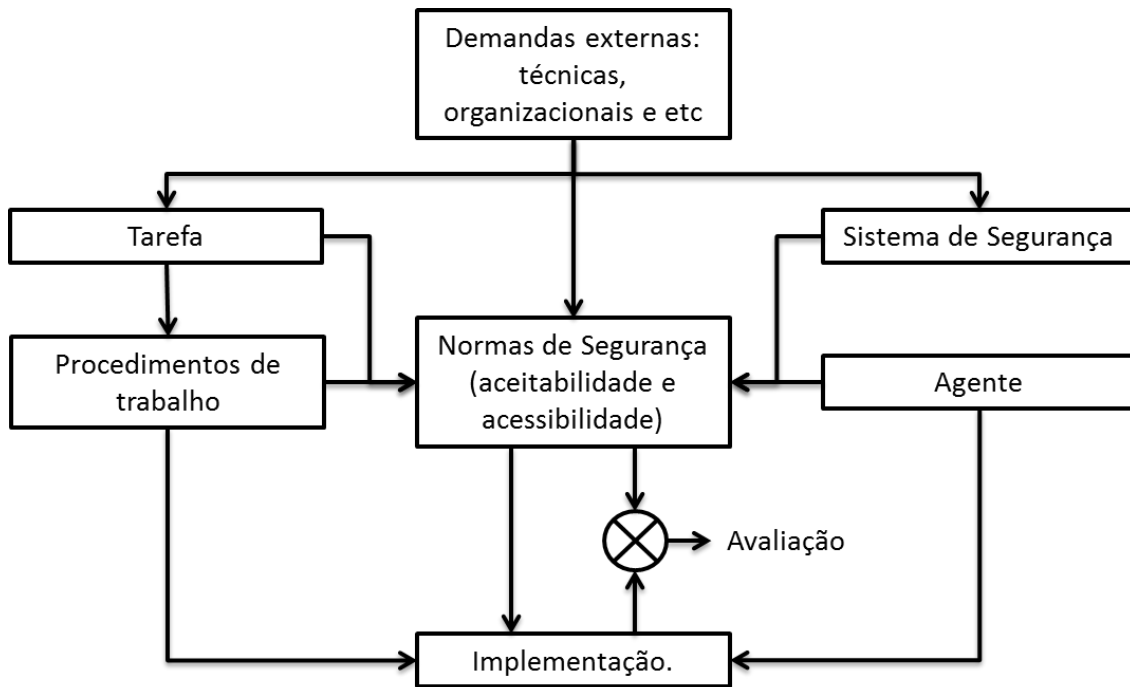 Demandas externas:
técnicas,
organizacionais e etc
Tarefa
Sistema de Segurança
Procedimentos de
trabalho
Normas de Segurança
(aceitabilidade e
acessibilidade)
Agente
Avaliação
Implementação.